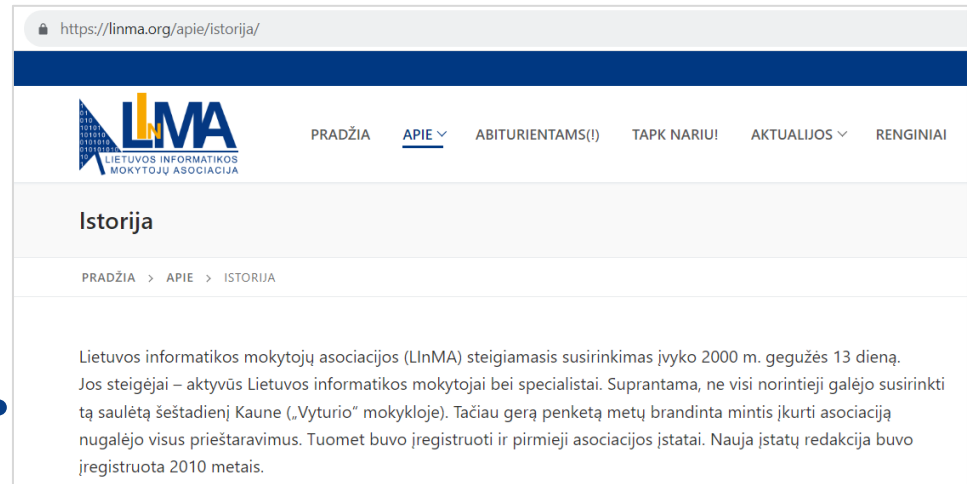 https://linma.org/apie/istorija/
LInMA
LIETUVOS INFORMATIKOS
MOKYTOJŲ ASOCIACIJA
PRADŽIA APIE ABITURIENTAMS(!) TAPK NARIU! AKTUALIJOS RENGINIAI
Istorija
PRADŽIA > APIE > ISTORIJA
Lietuvos informatikos mokytojų asociacijos (LInMA) steigiamasis susirinkimas įvyko 2000 m. gegužės 13 dieną.
Jos steigėjai – aktyvūs Lietuvos informatikos mokytojai bei specialistai. Suprantama, ne visi norintieji galėjo susirinkti
tą saulėtą šeštadienį Kaune („Vyturio“ mokykloje). Tačiau gerą penketą metų brandinta mintis įkurti asociaciją
nugalėjo visus prieštaravimus. Tuomet buvo įregistruoti ir pirmieji asociacijos įstatai. Nauja įstatų redakcija buvo
įregistruota 2010 metais.